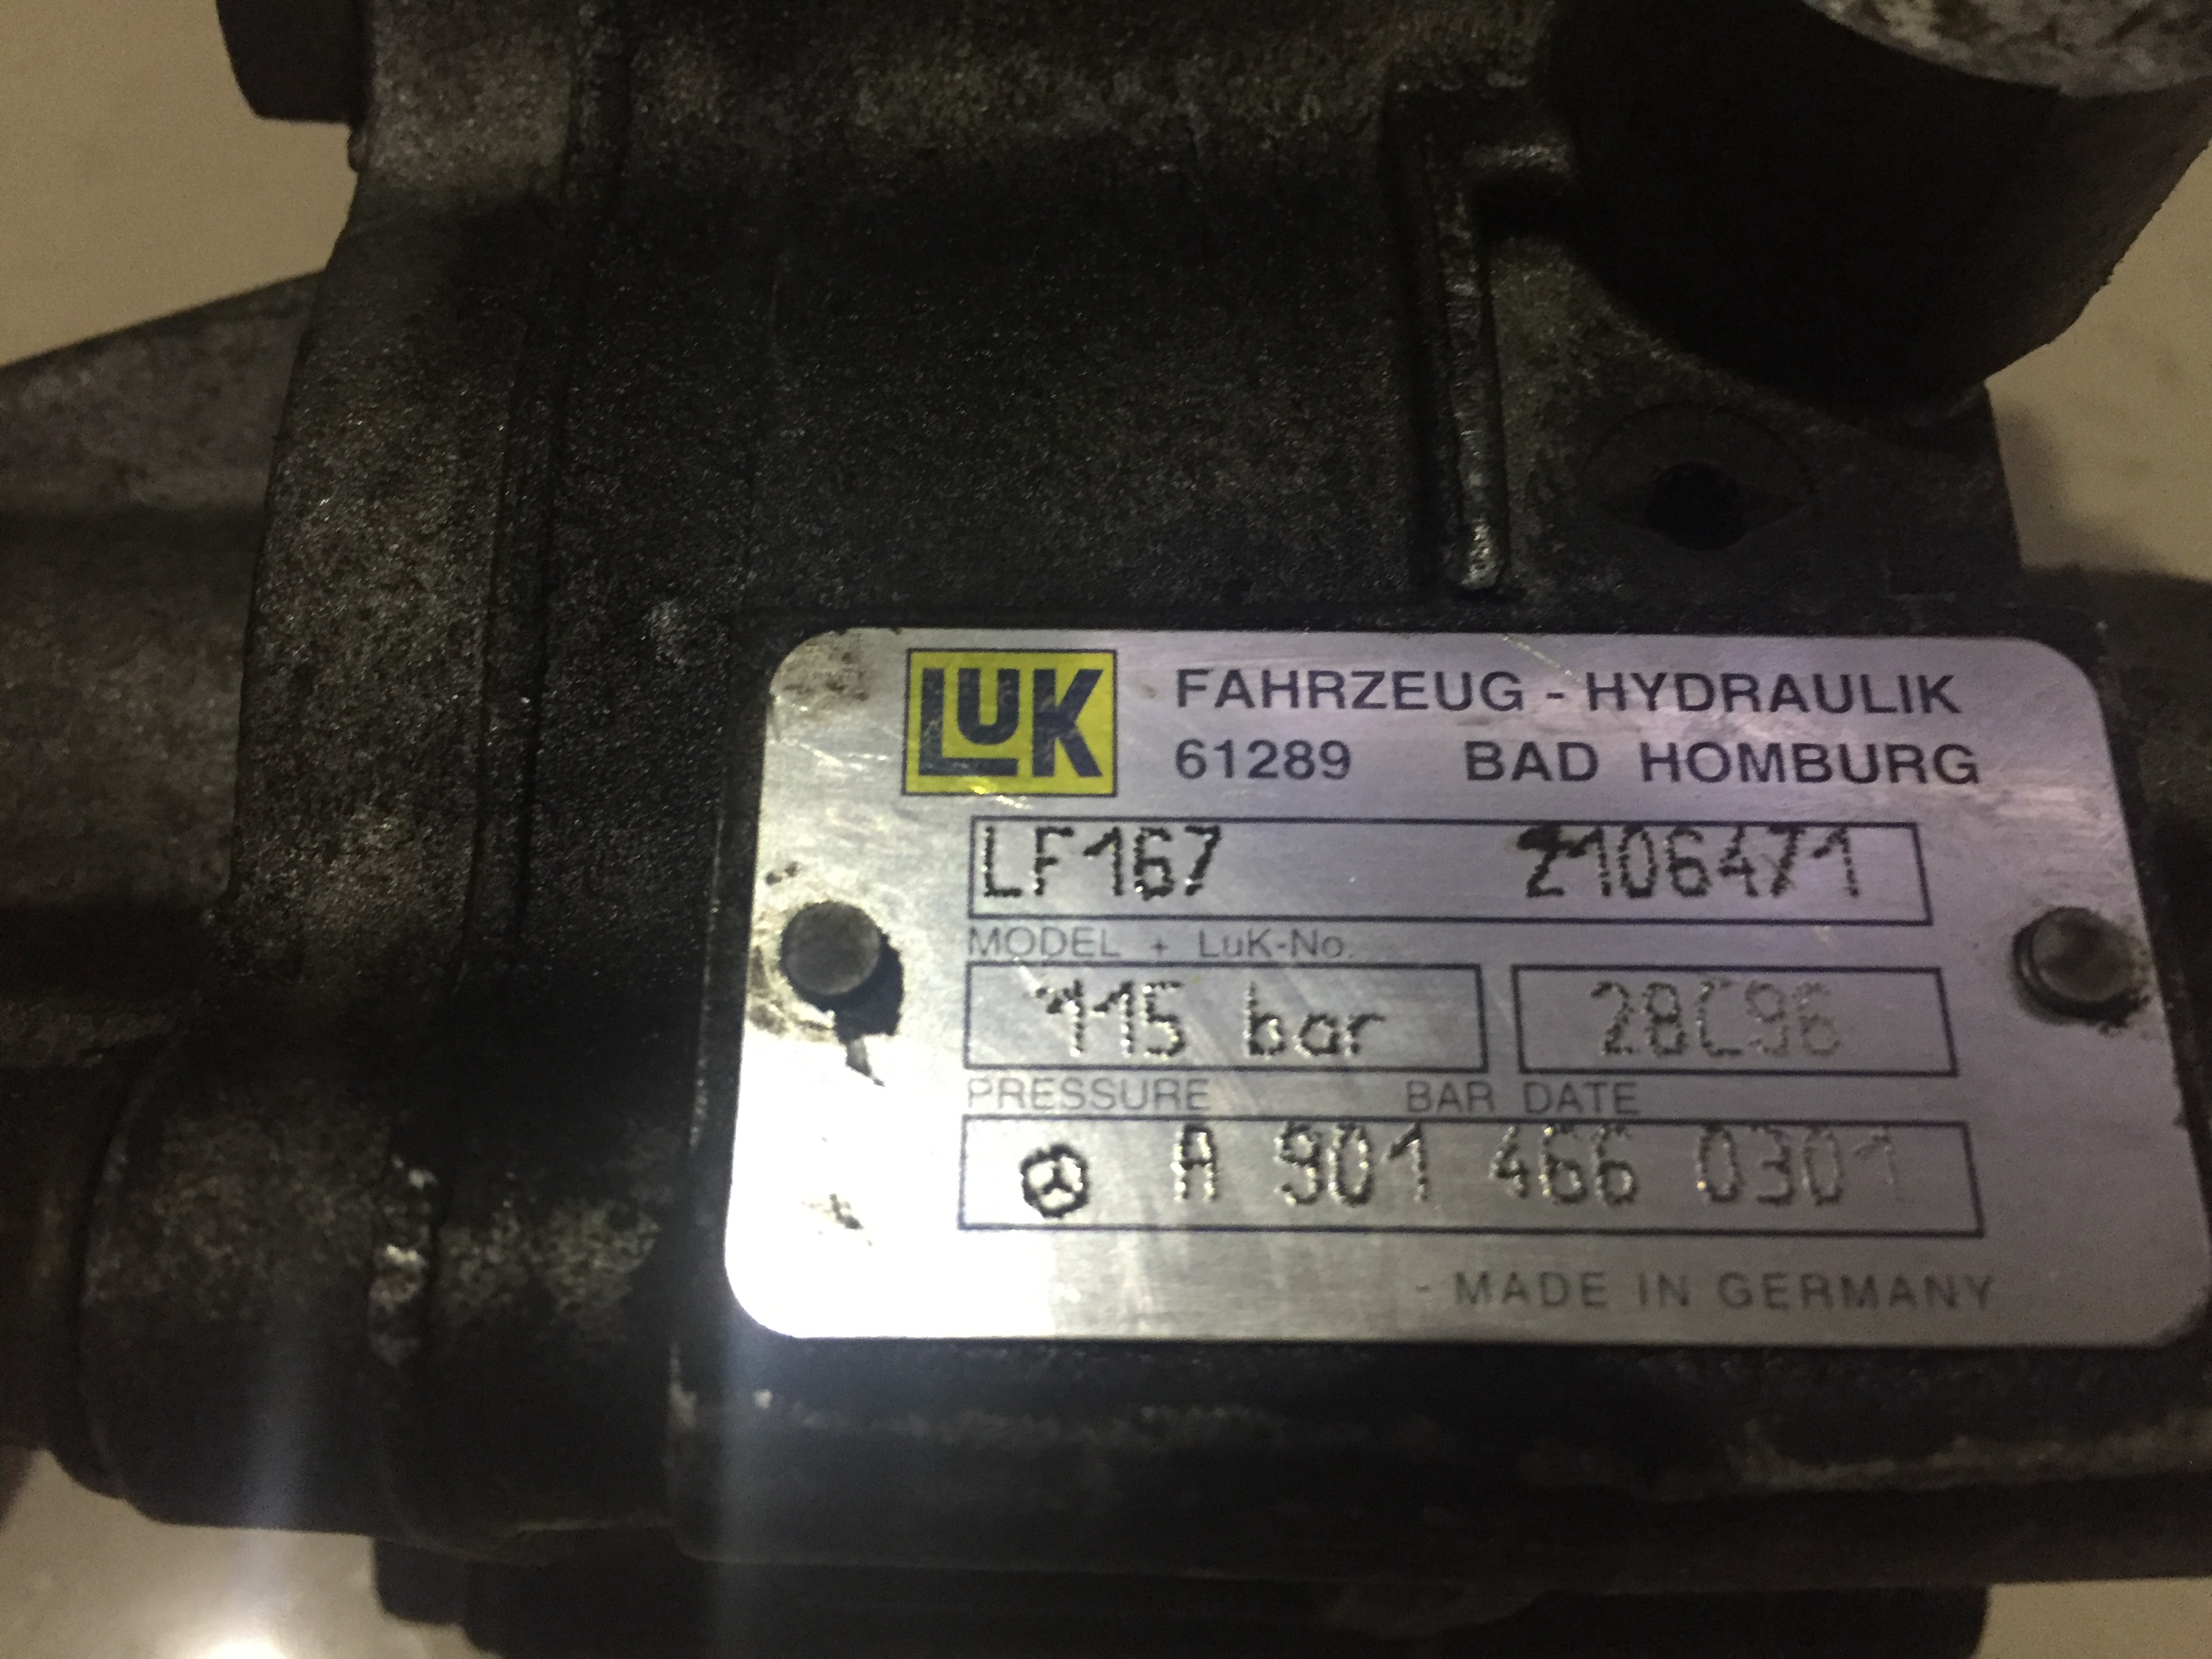 LuK FAHRZEUG - HYDRAULIK
61289 BAD HOMBURG
LF167 2106471
MODEL + LuK-No.
115 bar 28C96
PRESSURE BAR DATE
A 901 466 0301
- MADE IN GERMANY